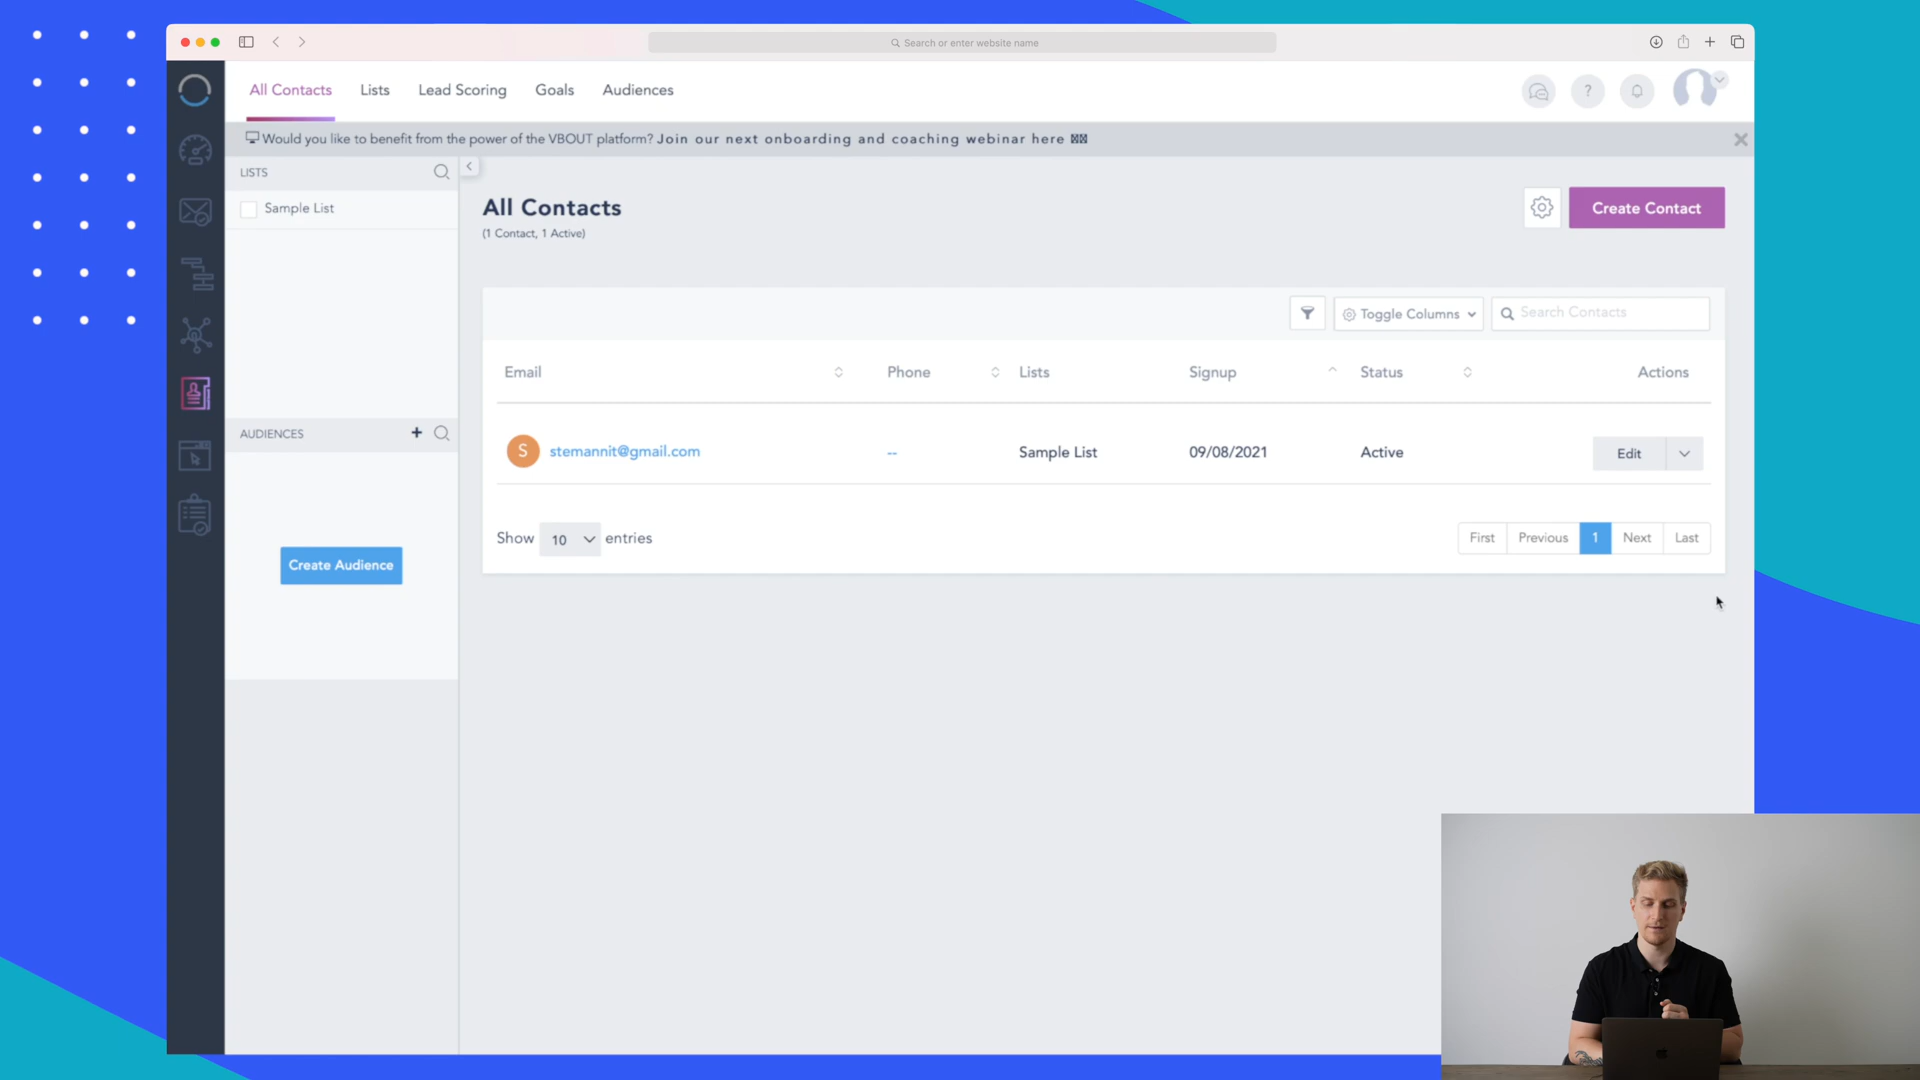 Search or enter website name
All Contacts Lists Lead Scoring Goals Audiences
?
Would you like to benefit from the power of the VBOUT platform? Join our next onboarding and coaching webinar here
LISTS
Sample List
All Contacts
(1 Contact, 1 Active)
Create Contact
Toggle Columns
Search Contacts
Email Phone Lists Signup Status Actions
S stemannit@gmail.com -- Sample List 09/08/2021 Active Edit
AUDIENCES +
Create Audience
Show 10 entries
First Previous 1 Next Last